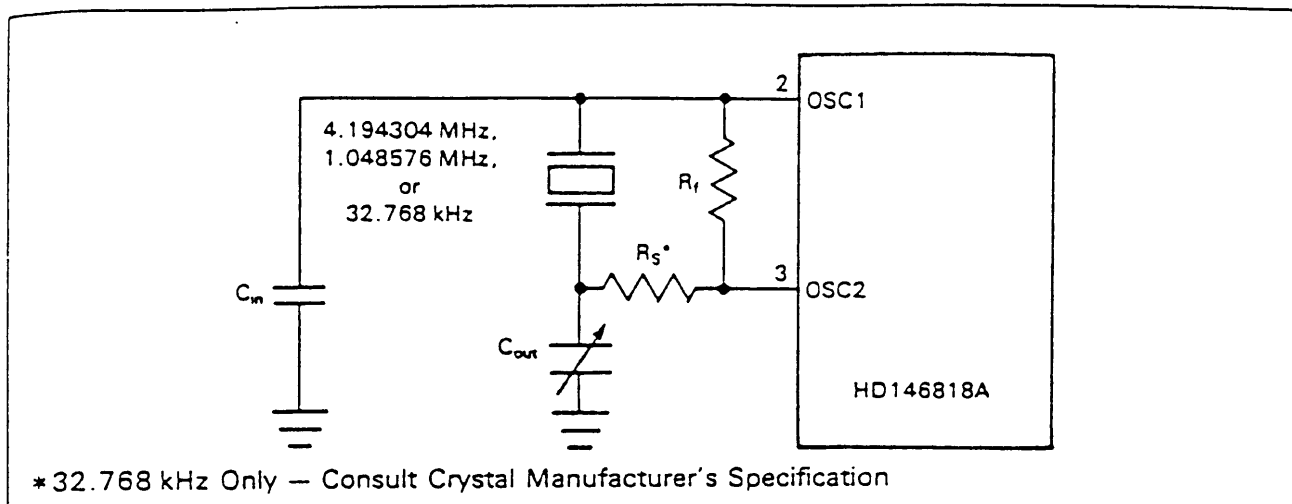 2
OSC1
4.194304 MHz,
1.048576 MHz,
or
32.768 kHz
Rf
RS*
3
OSC2
Cin
Cout
HD146818A
*32.768 kHz Only — Consult Crystal Manufacturer's Specification